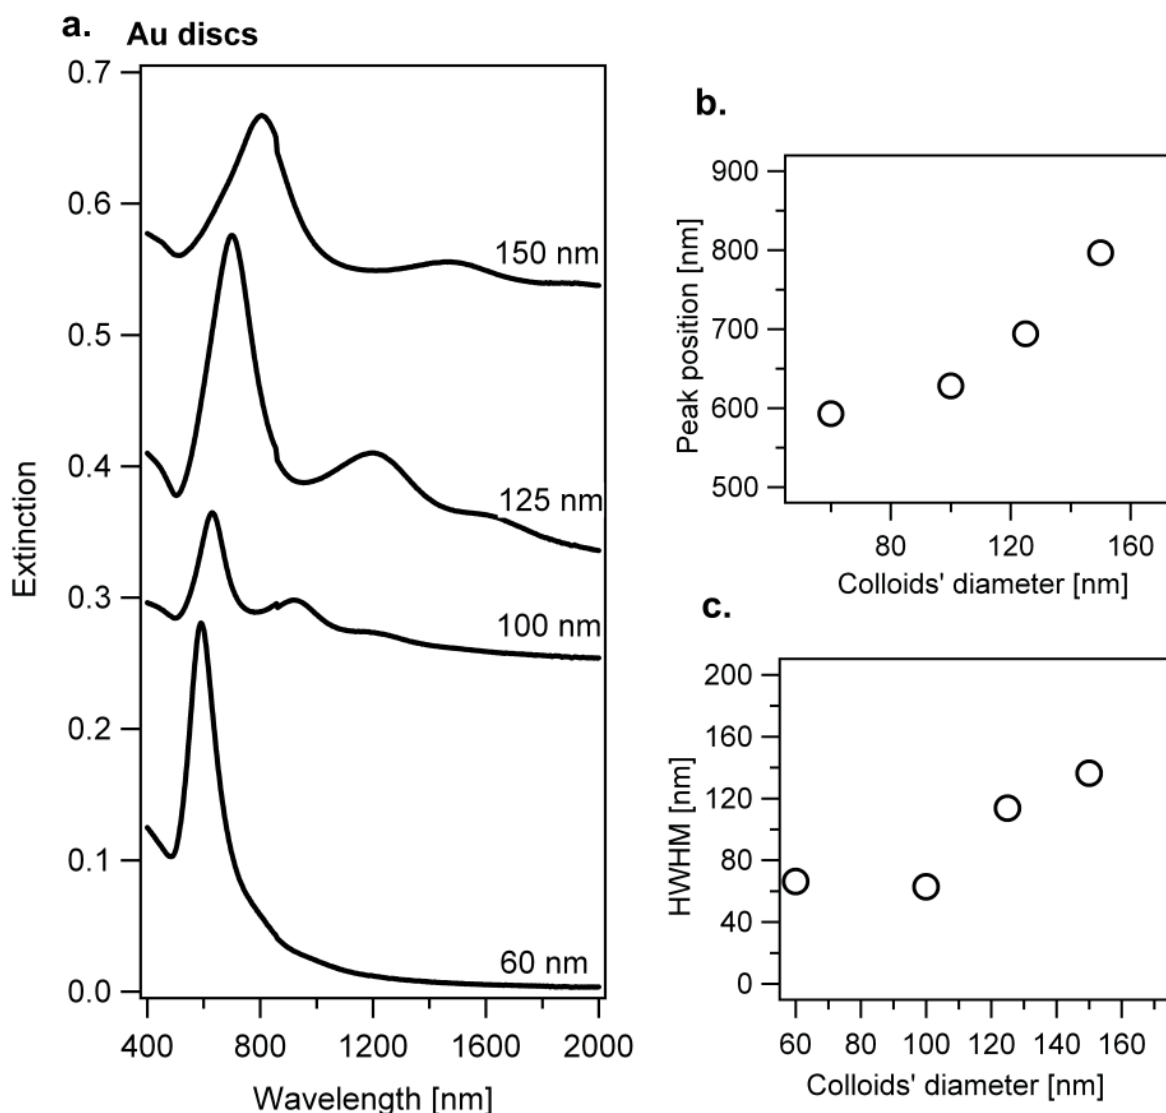 a. Au discs
0.7
0.6
0.5
0.4
0.3
0.2
0.1
0.0
Extinction
150 nm
125 nm
100 nm
60 nm
400 800 1200 1600 2000
Wavelength [nm]
b.
900
800
700
600
500
Peak position [nm]
80 120 160
Colloids' diameter [nm]
c.
200
160
120
80
40
0
HWHM [nm]
60 80 100 120 140 160
Colloids' diameter [nm]